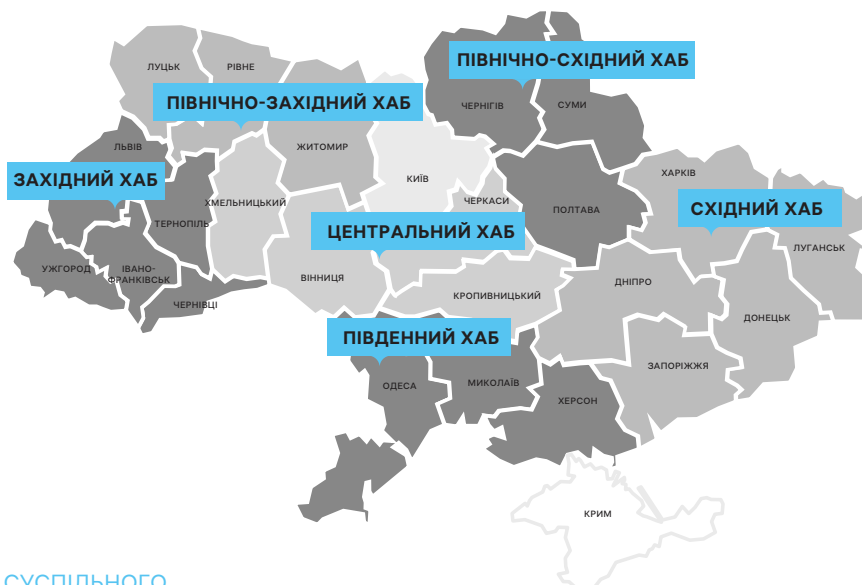 ПІВНІЧНО-СХІДНИЙ ХАБ
ЛУЦЬК
РІВНЕ
ПІВНІЧНО-ЗАХІДНИЙ ХАБ
ЧЕРНІГІВ
СУМИ
ЛЬВІВ
ЖИТОМИР
КИЇВ
ХАРКІВ
ЗАХІДНИЙ ХАБ
ХМЕЛЬНИЦЬКИЙ
ЧЕРКАСИ
ПОЛТАВА
СХІДНИЙ ХАБ
ТЕРНОПІЛЬ
ЦЕНТРАЛЬНИЙ ХАБ
ЛУГАНСЬК
УЖГОРОД
ІВАНО-
ФРАНКІВСЬК
ВІННИЦЯ
ДНІПРО
ЧЕРНІВЦІ
КРОПИВНИЦЬКИЙ
ДОНЕЦЬК
ПІВДЕННИЙ ХАБ
ЗАПОРІЖЖЯ
ОДЕСА
МИКОЛАЇВ
ХЕРСОН
КРИМ
СУСПІЛЬНОГО